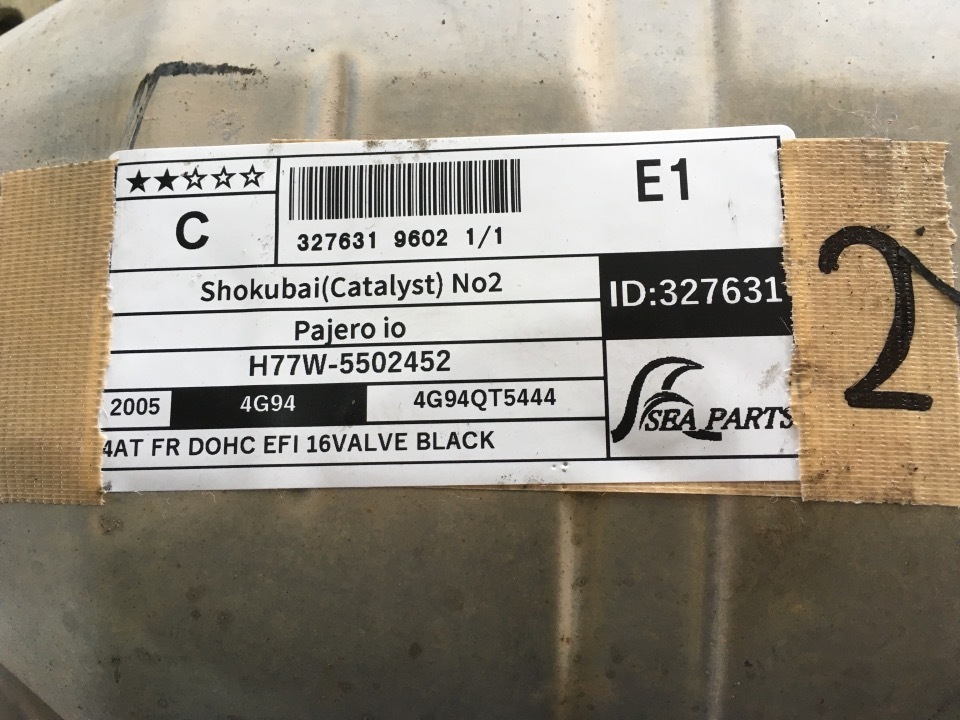 ★★☆☆☆
C
327631 9602 1/1
E1
Shokubai(Catalyst) No2
ID:327631
Pajero io
H77W-5502452
2005 4G94 4G94QT5444
4AT FR DOHC EFI 16VALVE BLACK
SEA PARTS
2